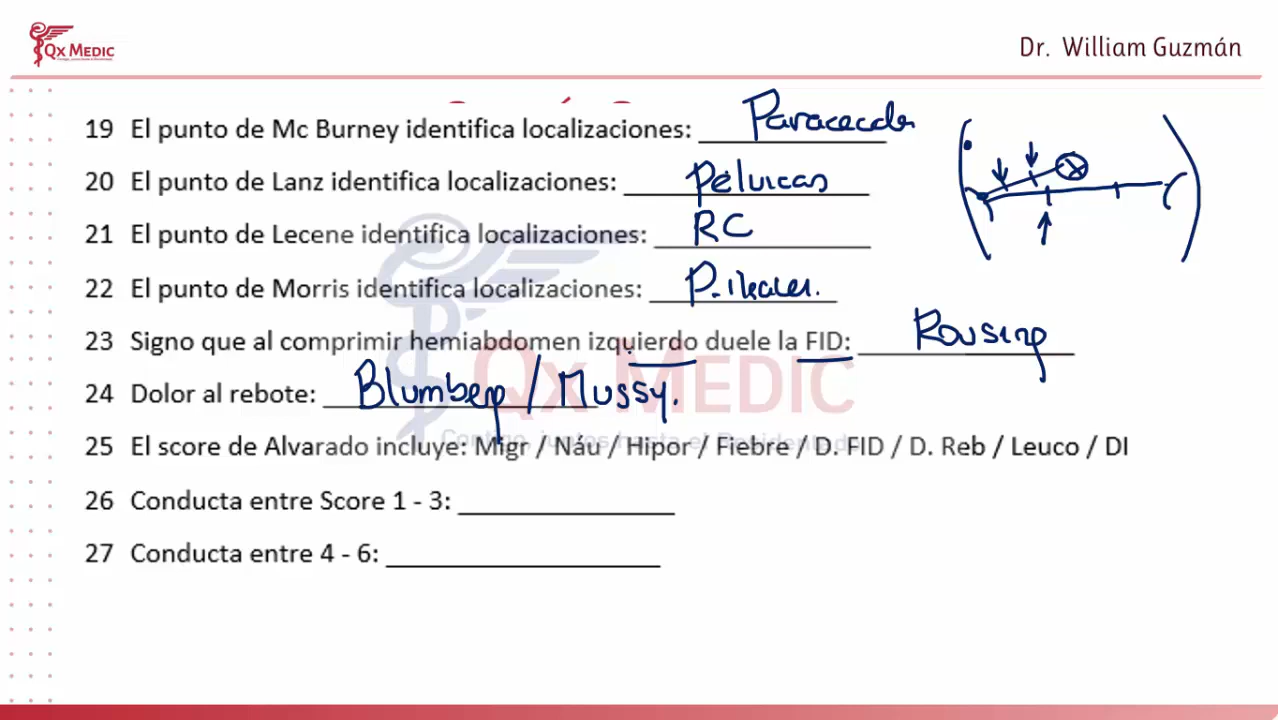 Qx MEDIC
Dr. William Guzmán
19 El punto de Mc Burney identifica localizaciones: Paracecales
20 El punto de Lanz identifica localizaciones: Pélvicas
21 El punto de Lecene identifica localizaciones: RC
22 El punto de Morris identifica localizaciones: P. ileales.
23 Signo que al comprimir hemiabdomen izquierdo duele la FID: Rovsing
24 Dolor al rebote: Blumberg / Mussy.
25 El score de Alvarado incluye: Migr / Náu / Hipor / Fiebre / D. FID / D. Reb / Leuco / DI
26 Conducta entre Score 1 - 3:
27 Conducta entre 4 - 6:
Qx MEDIC